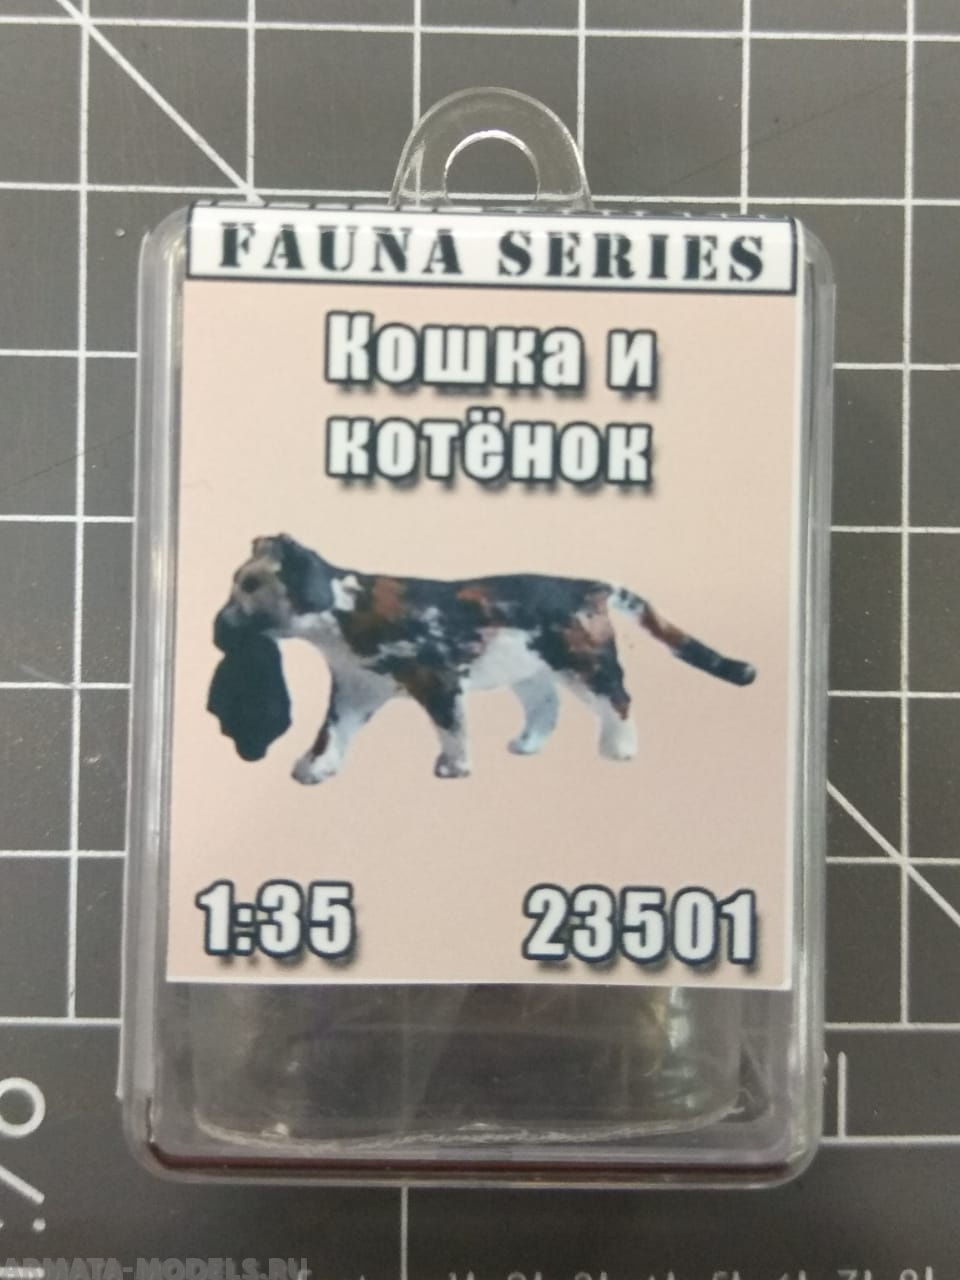 FAUNA SERIES
Кошка и
котёнок
1:35
23501
ARMATA-MODELS.RU